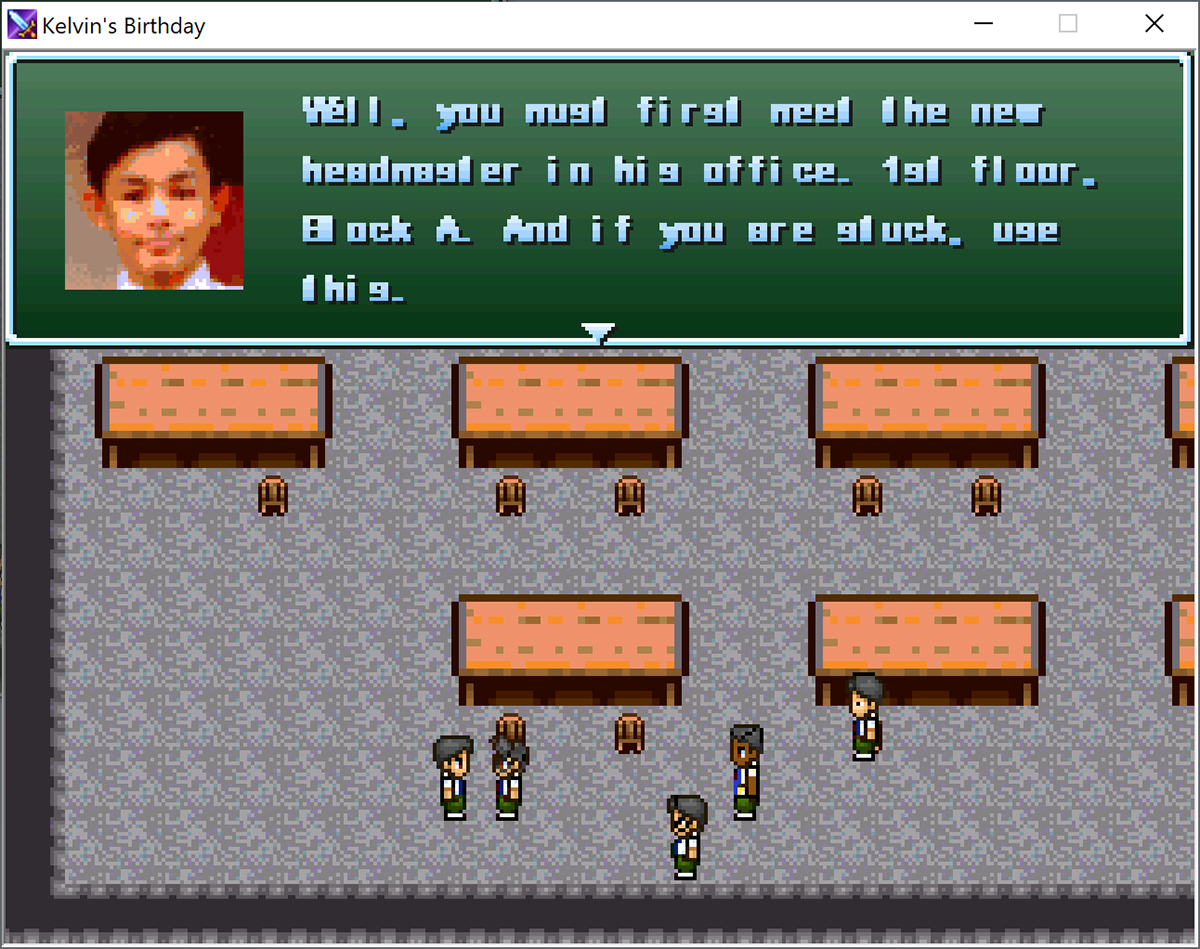 Kelvin's Birthday
Well, you must first meet the new
headmaster in his office. 1st floor,
Block A. And if you are stuck, use
this.